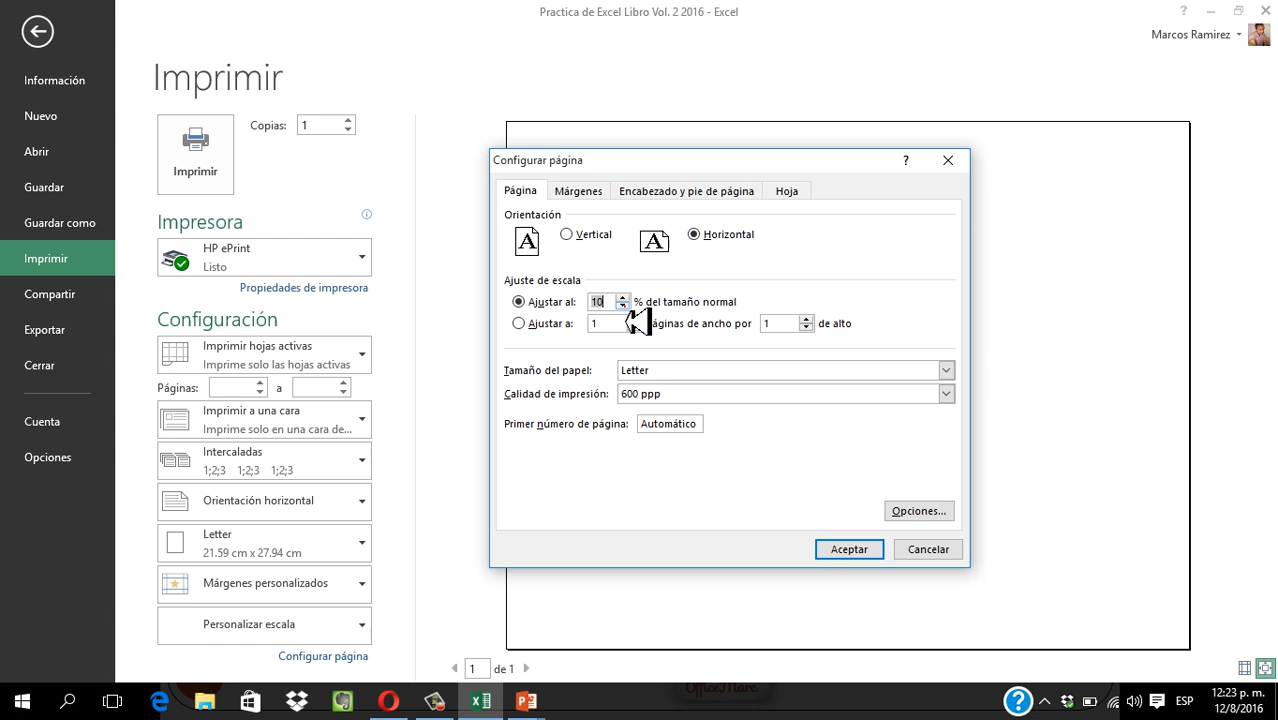 Practica de Excel Libro Vol. 2 2016 - Excel
?
Marcos Ramirez
Información
Nuevo
Abrir
Guardar
Guardar como
Imprimir
Compartir
Exportar
Cerrar
Cuenta
Opciones
Imprimir
Imprimir
Copias: 1
Impresora
HP ePrint
Listo
Propiedades de impresora
Configuración
Imprimir hojas activas
Imprime solo las hojas activas
Páginas: a
Imprimir a una cara
Imprime solo en una cara de...
Intercaladas
1;2;3 1;2;3 1;2;3
Orientación horizontal
Letter
21.59 cm x 27.94 cm
Márgenes personalizados
Personalizar escala
Configurar página
Configurar página
?
Página Márgenes Encabezado y pie de página Hoja
Orientación
A Vertical A Horizontal
Ajuste de escala
Ajustar al: 10 % del tamaño normal
Ajustar a: 1 páginas de ancho por 1 de alto
Tamaño del papel: Letter
Calidad de impresión: 600 ppp
Primer número de página: Automático
Opciones...
Aceptar Cancelar
1 de 1
OfficeMarc
ESP
12:23 p. m.
12/8/2016